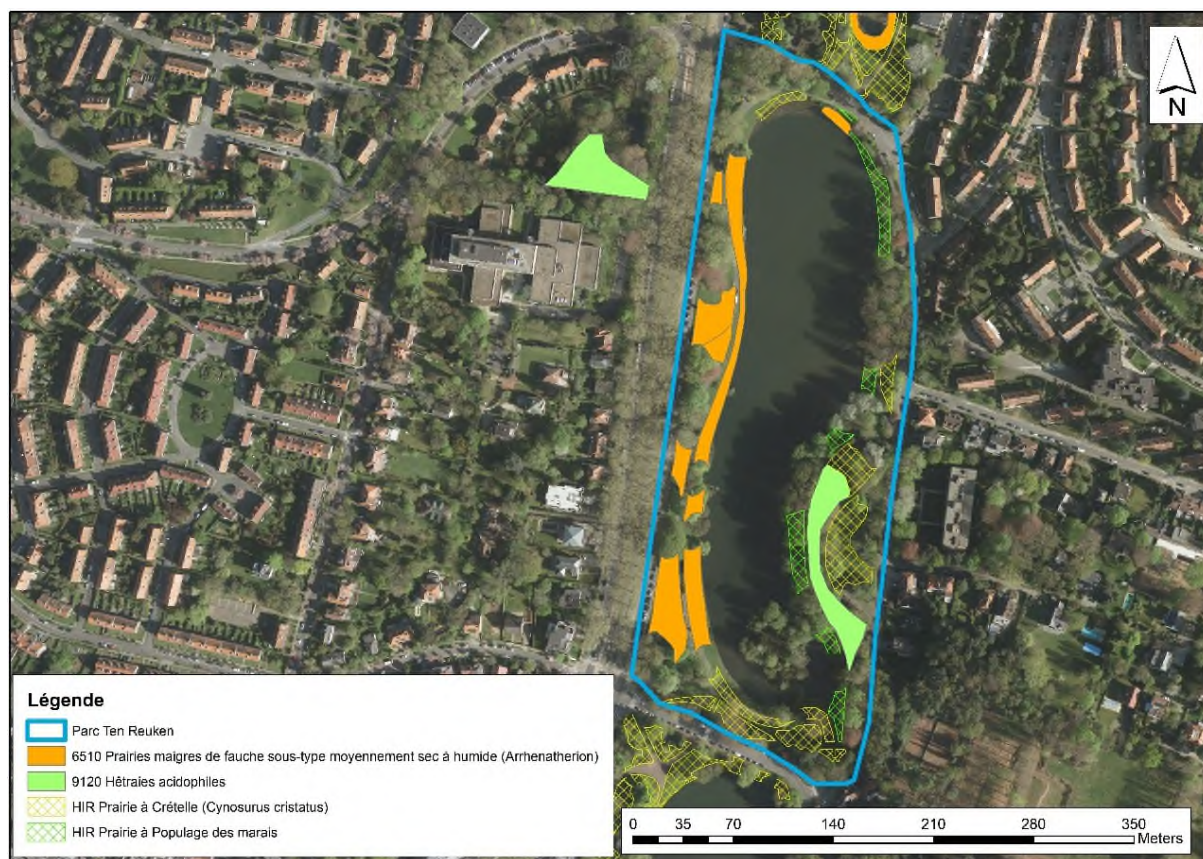 N
Légende
Parc Ten Reuken
6510 Prairies maigres de fauche sous-type moyennement sec à humide (Arrhenatherion)
9120 Hêtraies acidophiles
HIR Prairie à Crételle (Cynosurus cristatus)
HIR Prairie à Populage des marais
0 35 70 140 210 280 350
Meters